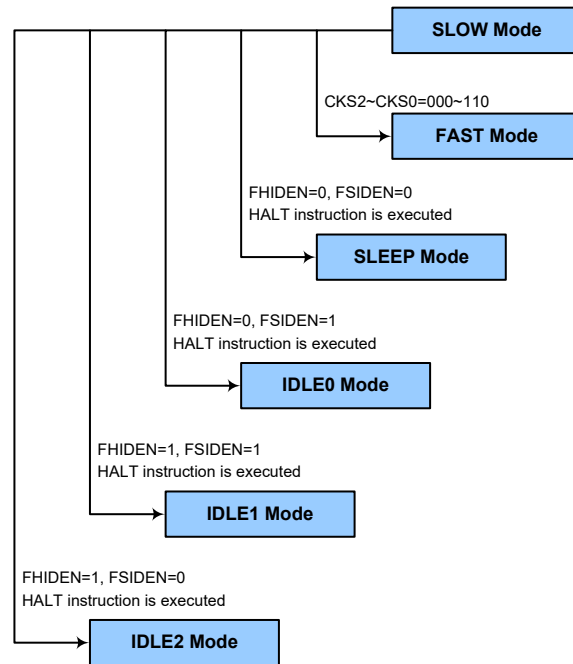 SLOW Mode
CKS2~CKS0=000~110
FAST Mode
FHIDEN=0, FSIDEN=0
HALT instruction is executed
SLEEP Mode
FHIDEN=0, FSIDEN=1
HALT instruction is executed
IDLE0 Mode
FHIDEN=1, FSIDEN=1
HALT instruction is executed
IDLE1 Mode
FHIDEN=1, FSIDEN=0
HALT instruction is executed
IDLE2 Mode